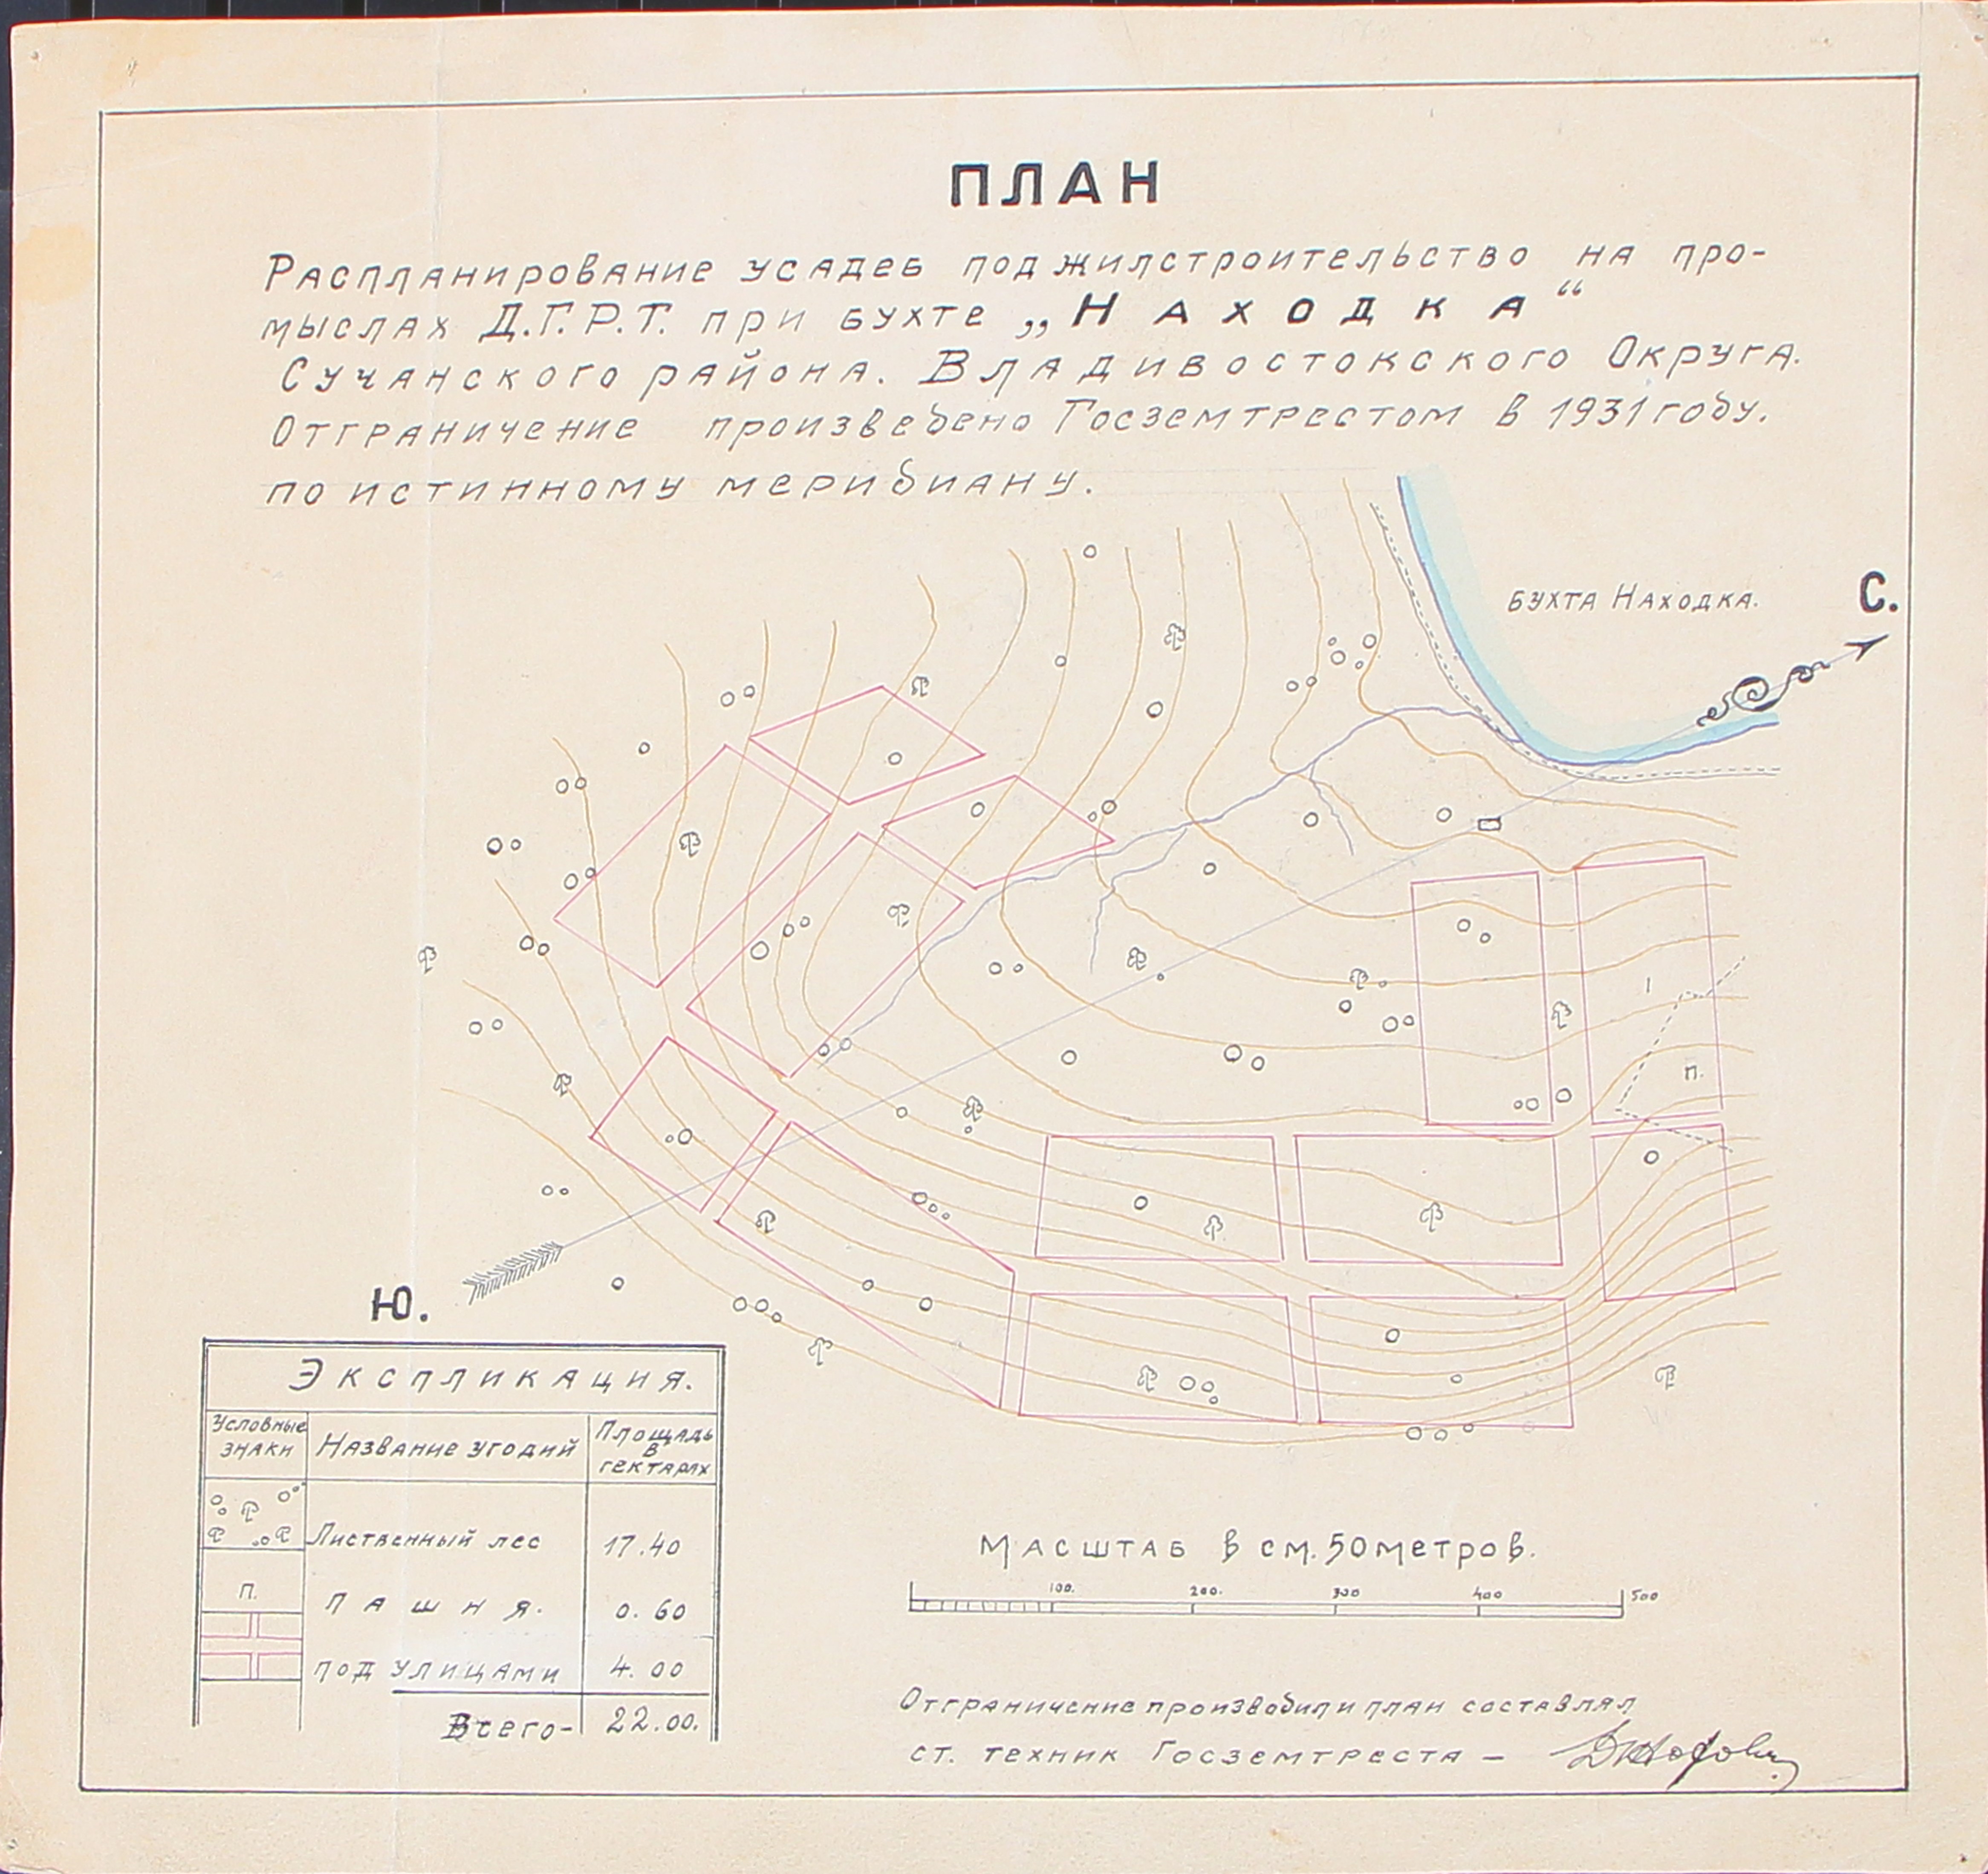 ПЛАН
Распланирование усадеб под жилстроительство на про-
мыслах Д.Г.Р.Т. при бухте „Находка“
Сучанского района. Владивостокского Округа.
Отграничение произведено Госземтрестом в 1931 году.
по истинному меридиану.
БУХТА НАХОДКА.
С.
I
П.
Ю.
Экспликация.
Условные знаки
Название угодий
Площадь в гектарах
Лиственный лес 17.40
П. Пашня. 0.60
под улицами 4.00
Всего- 22.00.
Масштаб в см. 50 метров.
100. 200. 300 400 500
Отграничение производил и план составлял
ст. техник Госземтреста –